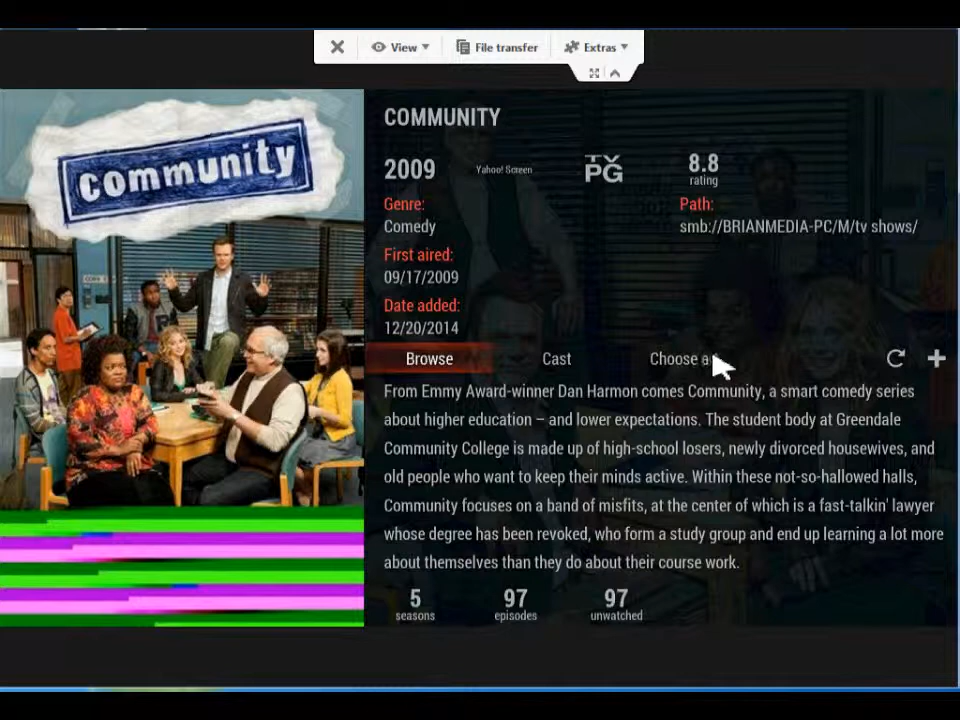 View
File transfer
Extras
community
COMMUNITY
2009
Yahoo! Screen
TV
PG
8.8
rating
Genre:
Comedy
Path:
smb://BRIANMEDIA-PC/M/tv shows/
First aired:
09/17/2009
Date added:
12/20/2014
Browse
Cast
Choose
From Emmy Award-winner Dan Harmon comes Community, a smart comedy series
about higher education – and lower expectations. The student body at Greendale
Community College is made up of high-school losers, newly divorced housewives, and
old people who want to keep their minds active. Within these not-so-hallowed halls,
Community focuses on a band of misfits, at the center of which is a fast-talkin' lawyer
whose degree has been revoked, who form a study group and end up learning a lot more
about themselves than they do about their course work.
5
seasons
97
episodes
97
unwatched